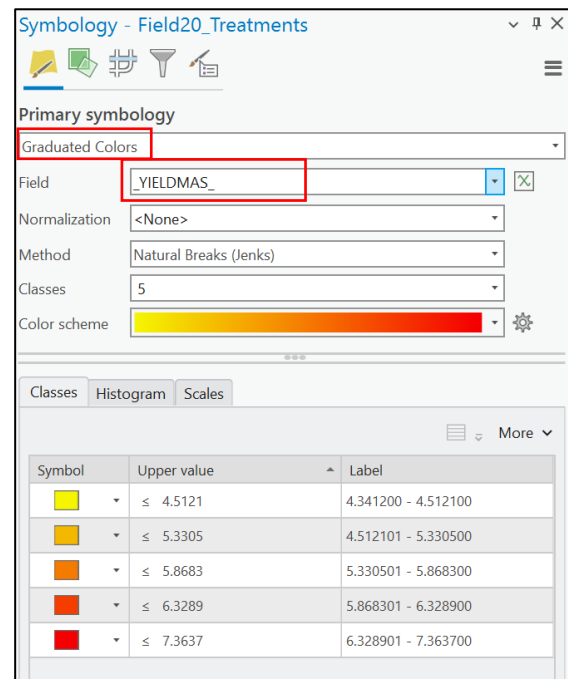 Symbology - Field20_Treatments
Primary symbology
Graduated Colors
Field _YIELDMAS_
Normalization <None>
Method Natural Breaks (Jenks)
Classes 5
Color scheme
Classes Histogram Scales
More
Symbol Upper value Label
≤ 4.5121 4.341200 - 4.512100
≤ 5.3305 4.512101 - 5.330500
≤ 5.8683 5.330501 - 5.868300
≤ 6.3289 5.868301 - 6.328900
≤ 7.3637 6.328901 - 7.363700